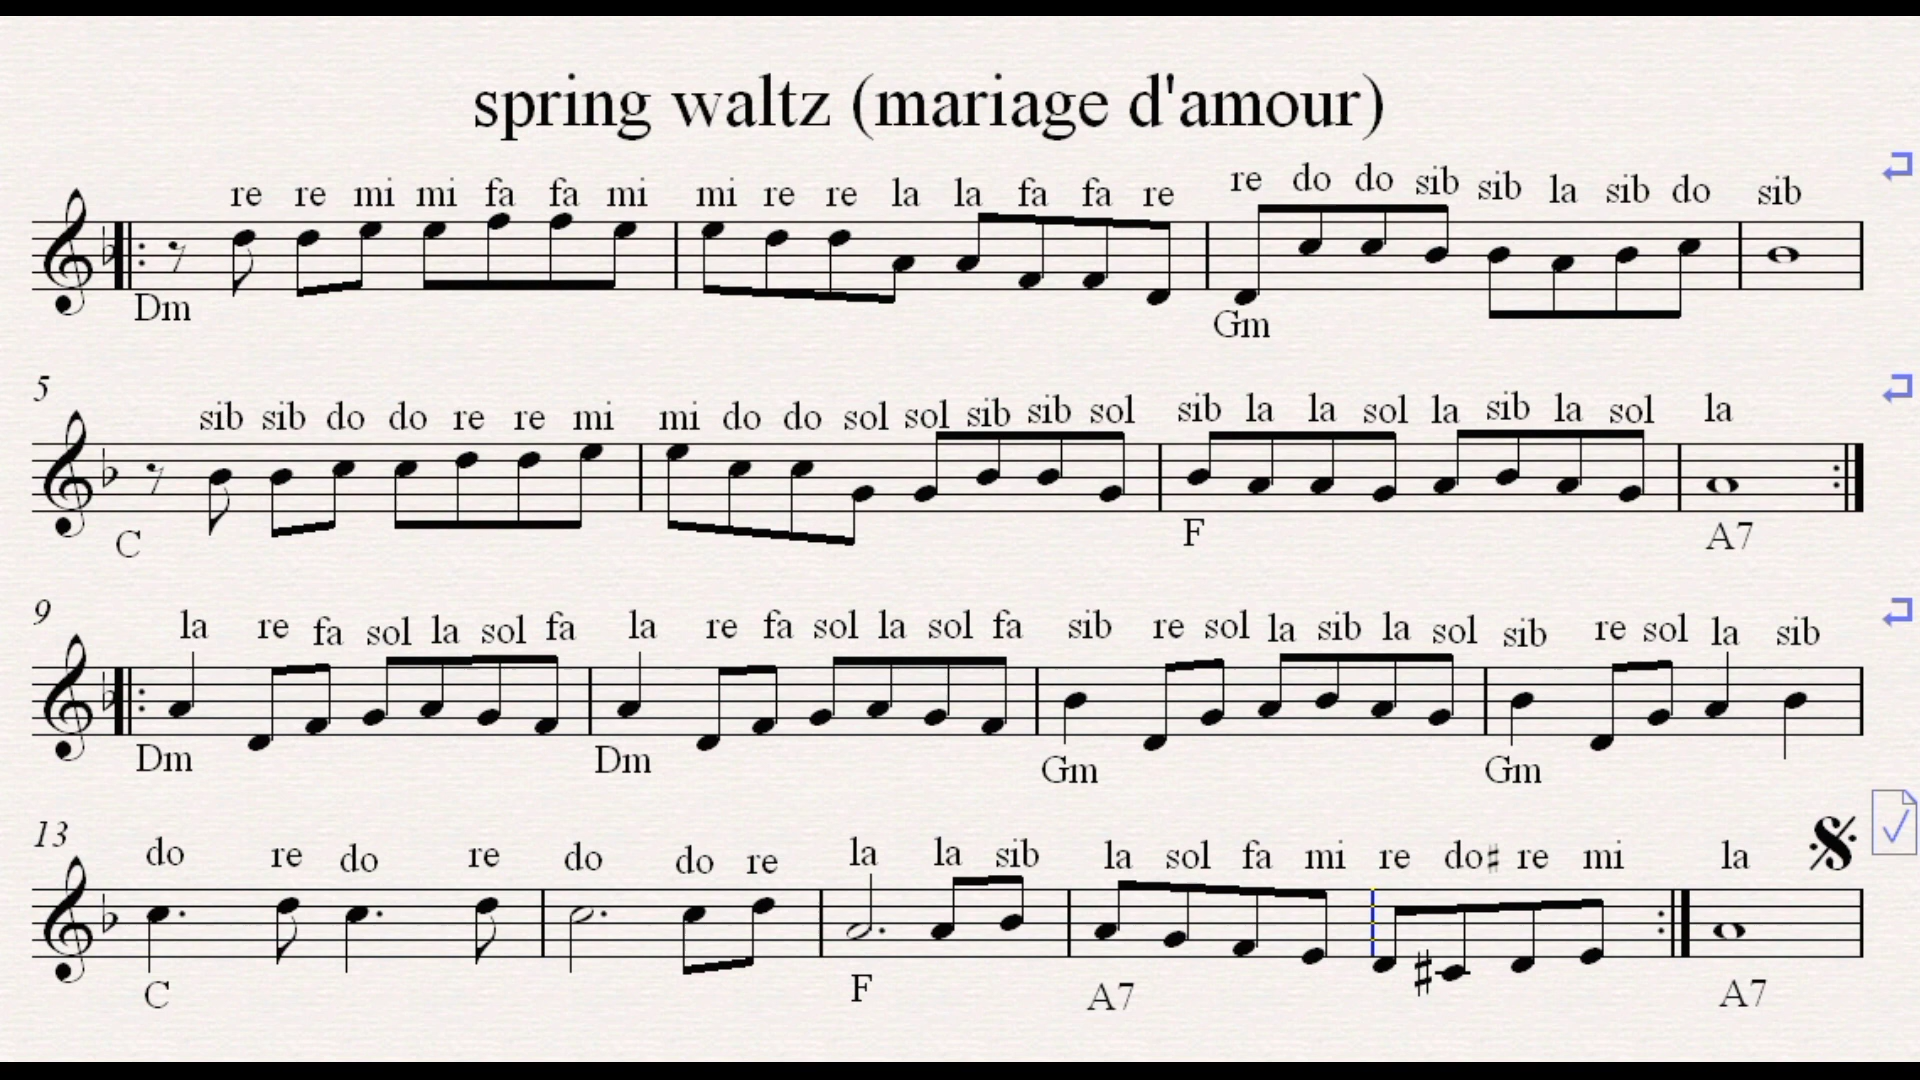 spring waltz (mariage d'amour)
re re mi mi fa fa mi mi re re la la fa fa re re do do sib sib la sib do sib
Dm Gm
5
sib sib do do re re mi mi do do sol sol sib sib sol sib la la sol la sib la sol la
C F A7
9
la re fa sol la sol fa la re fa sol la sol fa sib re sol la sib la sol sib re sol la sib
Dm Dm Gm Gm
13
do re do re do do re la la sib la sol fa mi re do♯ re mi la
C F A7 A7